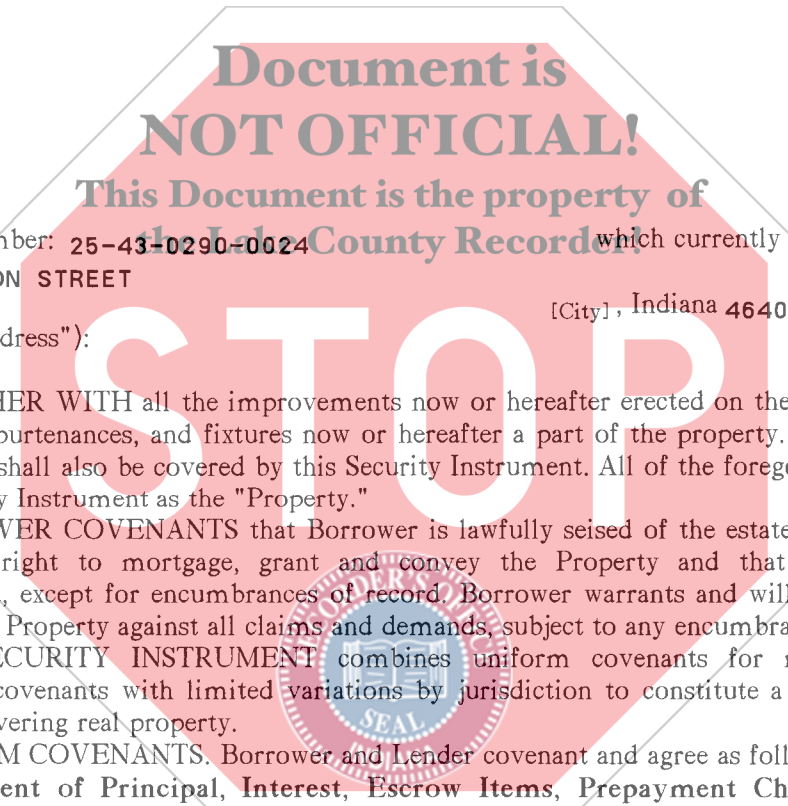 Document is
NOT OFFICIAL!
This Document is the property of
the Lake County Recorder!
nber: 25-43-0290-0024 which currently
ON STREET
[City], Indiana 4640
dress"):
STOP
HER WITH all the improvements now or hereafter erected on the
purtenances, and fixtures now or hereafter a part of the property.
shall also be covered by this Security Instrument. All of the forego
y Instrument as the "Property."
WER COVENANTS that Borrower is lawfully seised of the estate
right to mortgage, grant and convey the Property and that
, except for encumbrances of record. Borrower warrants and will
Property against all claims and demands, subject to any encumbra
ECURITY INSTRUMENT combines uniform covenants for
covenants with limited variations by jurisdiction to constitute a
vering real property.
M COVENANTS. Borrower and Lender covenant and agree as foll
ent of Principal, Interest, Escrow Items, Prepayment Ch
RECORDER'S OFFICE
SEAL
INDIANA